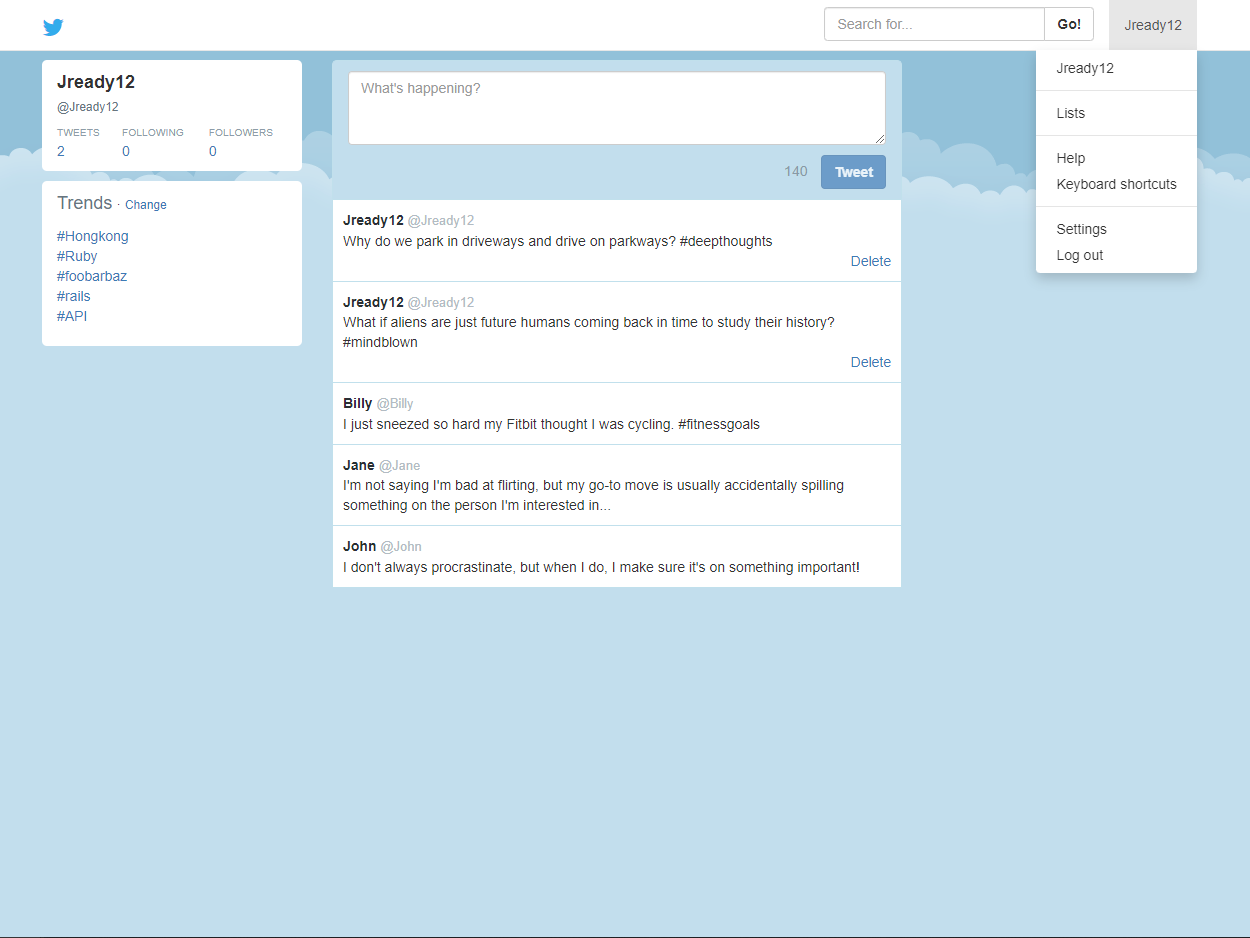 Search for... Go! Jready12
Jready12
Lists
Help
Keyboard shortcuts
Settings
Log out
Jready12
@Jready12
TWEETS FOLLOWING FOLLOWERS
2 0 0
Trends · Change
#Hongkong
#Ruby
#foobarbaz
#rails
#API
What's happening?
140 Tweet
Jready12 @Jready12
Why do we park in driveways and drive on parkways? #deepthoughts
Delete
Jready12 @Jready12
What if aliens are just future humans coming back in time to study their history?
#mindblown
Delete
Billy @Billy
I just sneezed so hard my Fitbit thought I was cycling. #fitnessgoals
Jane @Jane
I'm not saying I'm bad at flirting, but my go-to move is usually accidentally spilling
something on the person I'm interested in...
John @John
I don't always procrastinate, but when I do, I make sure it's on something important!